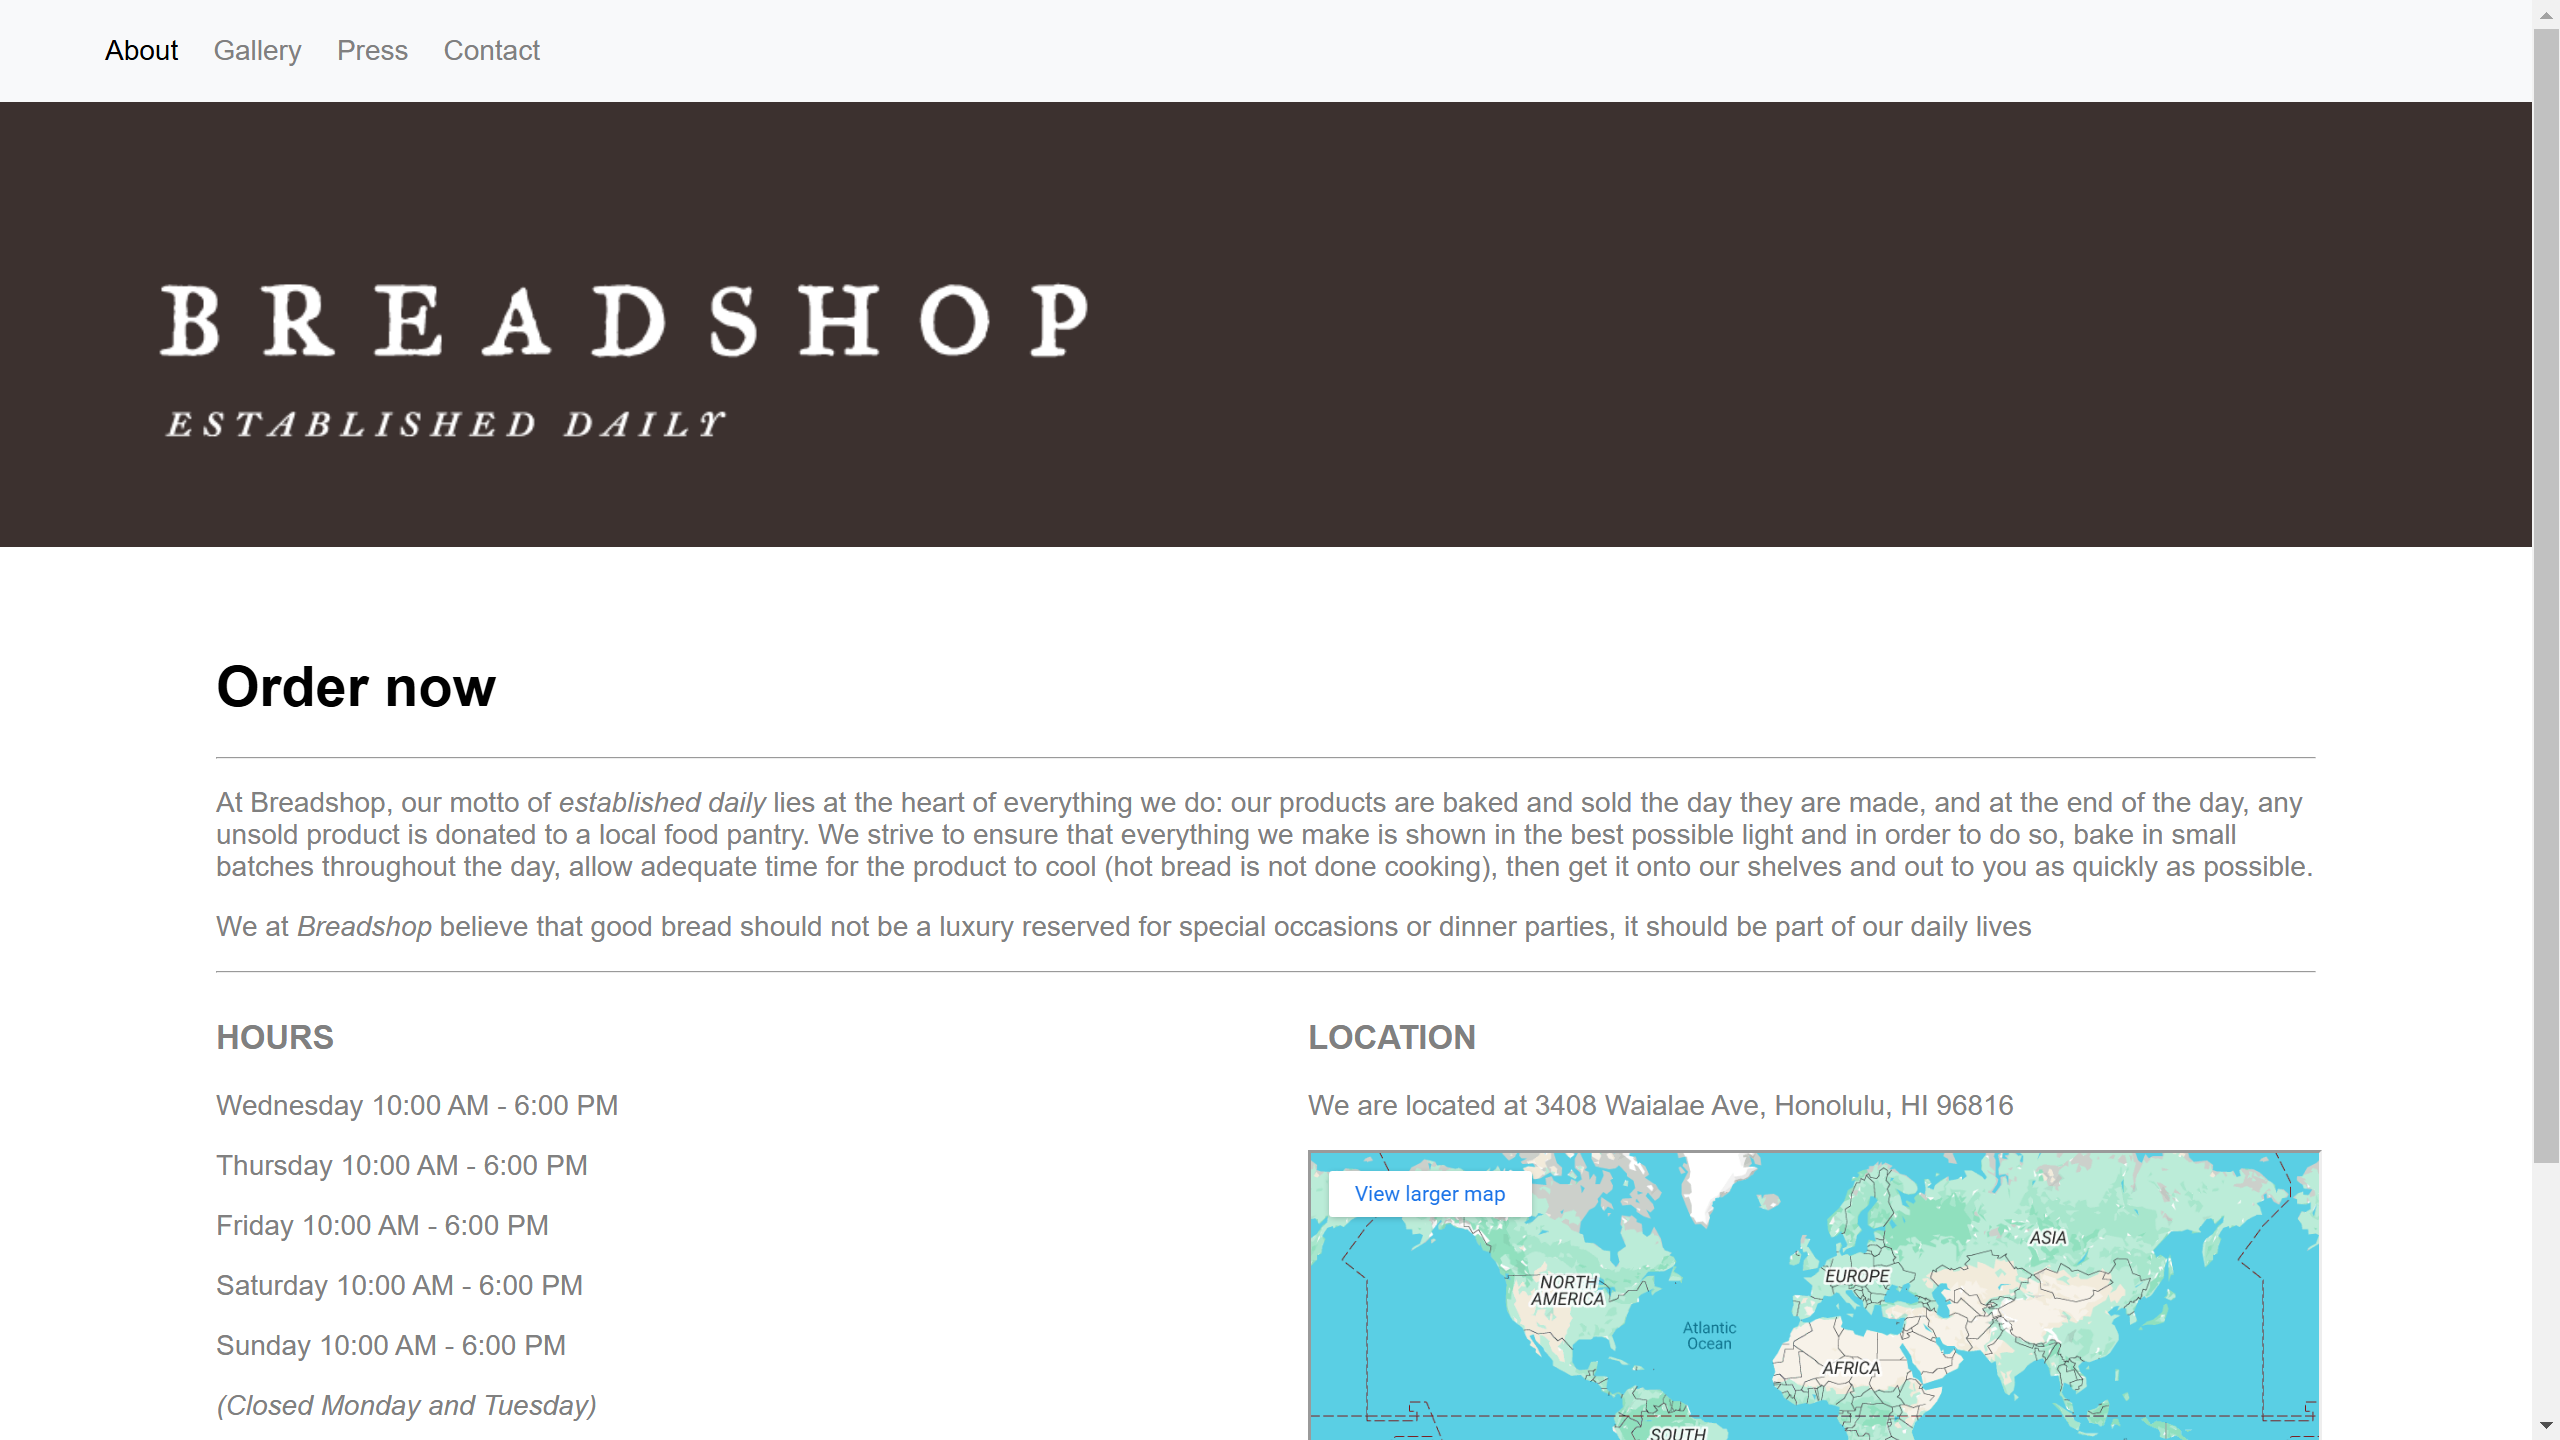 About Gallery Press Contact
BREADSHOP
ESTABLISHED DAILY
Order now
At Breadshop, our motto of established daily lies at the heart of everything we do: our products are baked and sold the day they are made, and at the end of the day, any
unsold product is donated to a local food pantry. We strive to ensure that everything we make is shown in the best possible light and in order to do so, bake in small
batches throughout the day, allow adequate time for the product to cool (hot bread is not done cooking), then get it onto our shelves and out to you as quickly as possible.
We at Breadshop believe that good bread should not be a luxury reserved for special occasions or dinner parties, it should be part of our daily lives
HOURS
Wednesday 10:00 AM - 6:00 PM
Thursday 10:00 AM - 6:00 PM
Friday 10:00 AM - 6:00 PM
Saturday 10:00 AM - 6:00 PM
Sunday 10:00 AM - 6:00 PM
(Closed Monday and Tuesday)
LOCATION
We are located at 3408 Waialae Ave, Honolulu, HI 96816
View larger map
ASIA
EUROPE
NORTH
AMERICA
Atlantic
Ocean
AFRICA
SOUTH